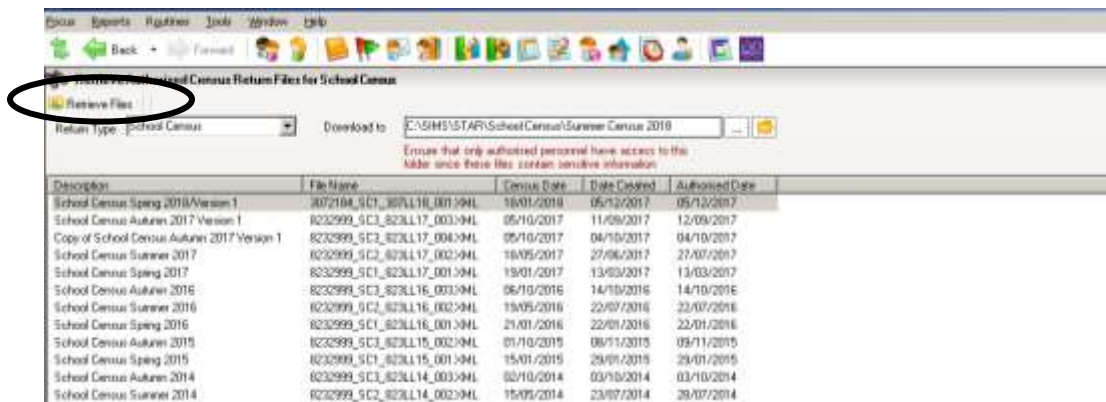 Focus Reports Routines Tools Window Help
Back Forward
Retrieve Authorised Census Return Files for School Census
Retrieve Files
Return Type School Census Download to C:\SIMS\STAR\School Census\Summer Census 2018 ...
Ensure that only authorised personnel have access to this
folder since these files contain sensitive information
Description File Name Census Date Date Created Authorised Date
School Census Spring 2018/Version 1 3072184_SC1_307LL18_001.XML 18/01/2018 05/12/2017 05/12/2017
School Census Autumn 2017 Version 1 8232999_SC3_823LL17_003.XML 05/10/2017 11/09/2017 12/09/2017
Copy of School Census Autumn 2017 Version 1 8232999_SC3_823LL17_004.XML 05/10/2017 04/10/2017 04/10/2017
School Census Summer 2017 8232999_SC2_823LL17_002.XML 18/05/2017 27/06/2017 27/07/2017
School Census Spring 2017 8232999_SC1_823LL17_001.XML 19/01/2017 13/03/2017 13/03/2017
School Census Autumn 2016 8232999_SC3_823LL16_003.XML 06/10/2016 14/10/2016 14/10/2016
School Census Summer 2016 8232999_SC2_823LL16_002.XML 19/05/2016 22/07/2016 22/07/2016
School Census Spring 2016 8232999_SC1_823LL16_001.XML 21/01/2016 22/01/2016 22/01/2016
School Census Autumn 2015 8232999_SC3_823LL15_002.XML 01/10/2015 08/11/2015 09/11/2015
School Census Spring 2015 8232999_SC1_823LL15_001.XML 15/01/2015 29/01/2015 29/01/2015
School Census Autumn 2014 8232999_SC3_823LL14_003.XML 02/10/2014 03/10/2014 03/10/2014
School Census Summer 2014 8232999_SC2_823LL14_002.XML 15/05/2014 23/07/2014 28/07/2014